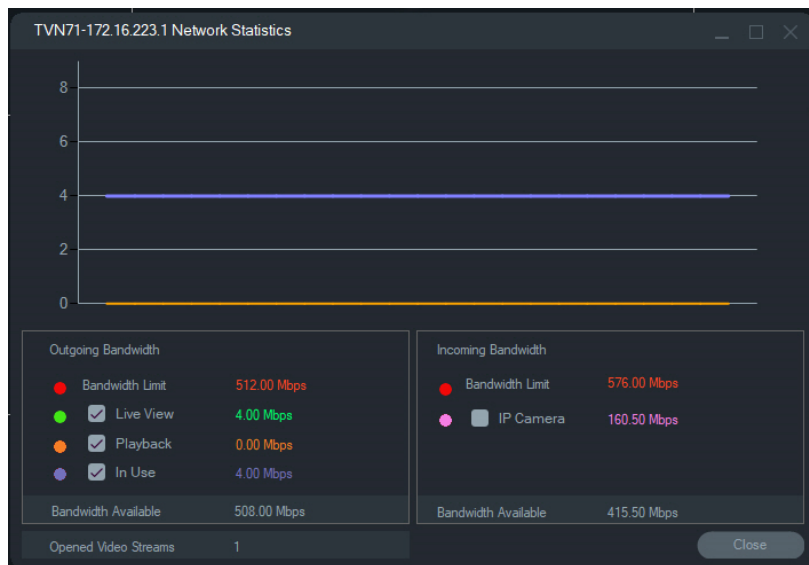 TVN71-172.16.223.1 Network Statistics
8
6
4
2
0
Outgoing Bandwidth
Bandwidth Limit 512.00 Mbps
Live View 4.00 Mbps
Playback 0.00 Mbps
In Use 4.00 Mbps
Bandwidth Available 508.00 Mbps
Opened Video Streams 1
Incoming Bandwidth
Bandwidth Limit 576.00 Mbps
IP Camera 160.50 Mbps
Bandwidth Available 415.50 Mbps
Close